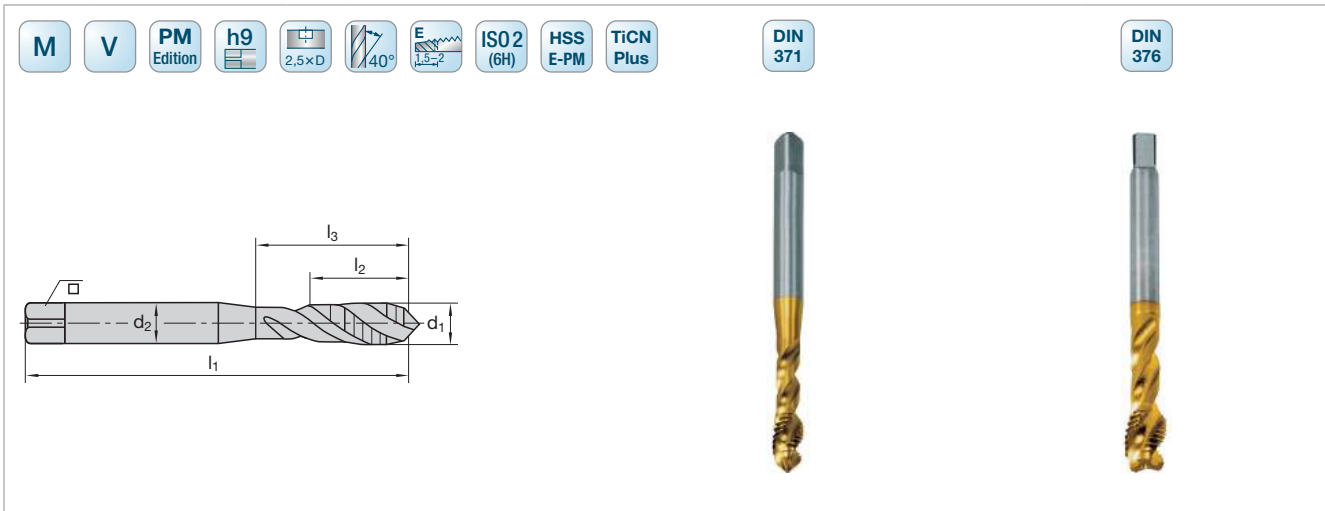 M
V
PM
Edition
h9
2,5×D
40°
E
1,5–2
ISO 2
(6H)
HSS
E-PM
TiCN
Plus
DIN
371
DIN
376
l3
l2
d2
d1
l1